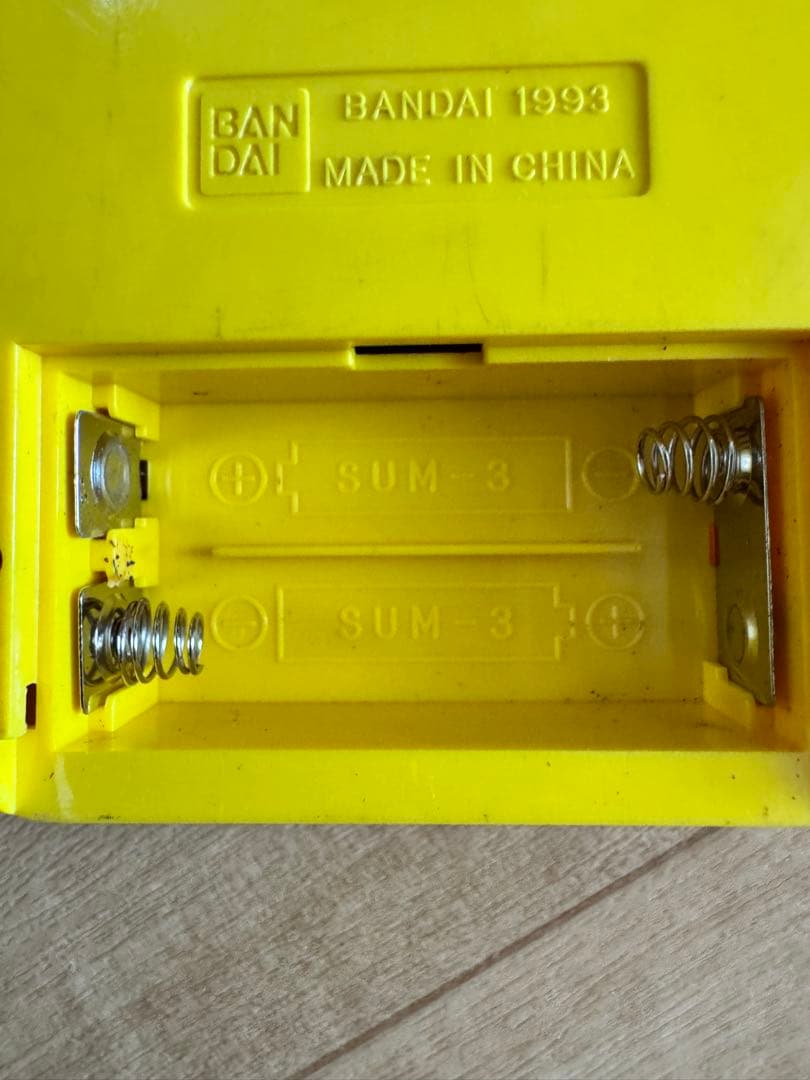 BAN
DAI
BANDAI 1993
MADE IN CHINA
+ SUM-3 -
- SUM-3 +